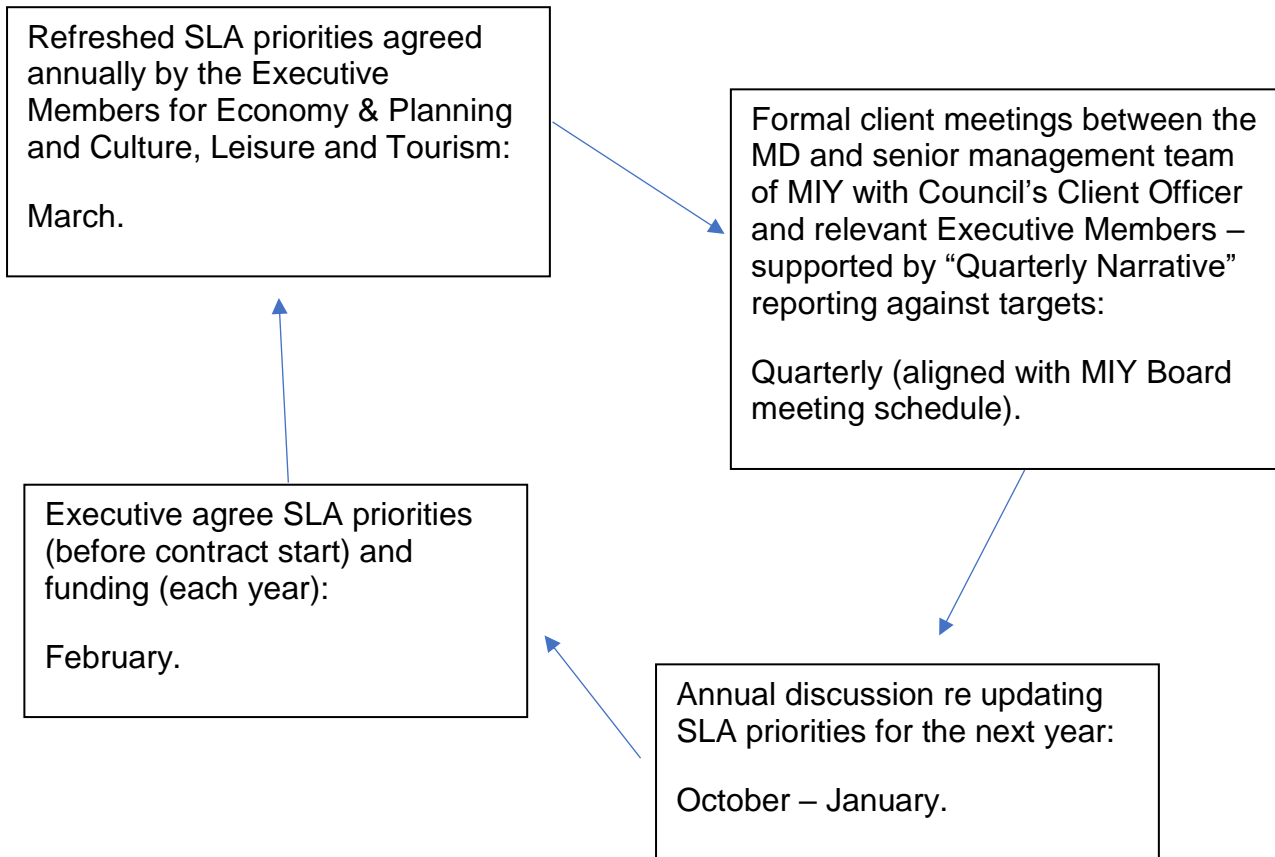 Refreshed SLA priorities agreed
annually by the Executive
Members for Economy & Planning
and Culture, Leisure and Tourism:
March.
Formal client meetings between the
MD and senior management team
of MIY with Council’s Client Officer
and relevant Executive Members –
supported by “Quarterly Narrative”
reporting against targets:
Quarterly (aligned with MIY Board
meeting schedule).
Annual discussion re updating
SLA priorities for the next year:
October – January.
Executive agree SLA priorities
(before contract start) and
funding (each year):
February.